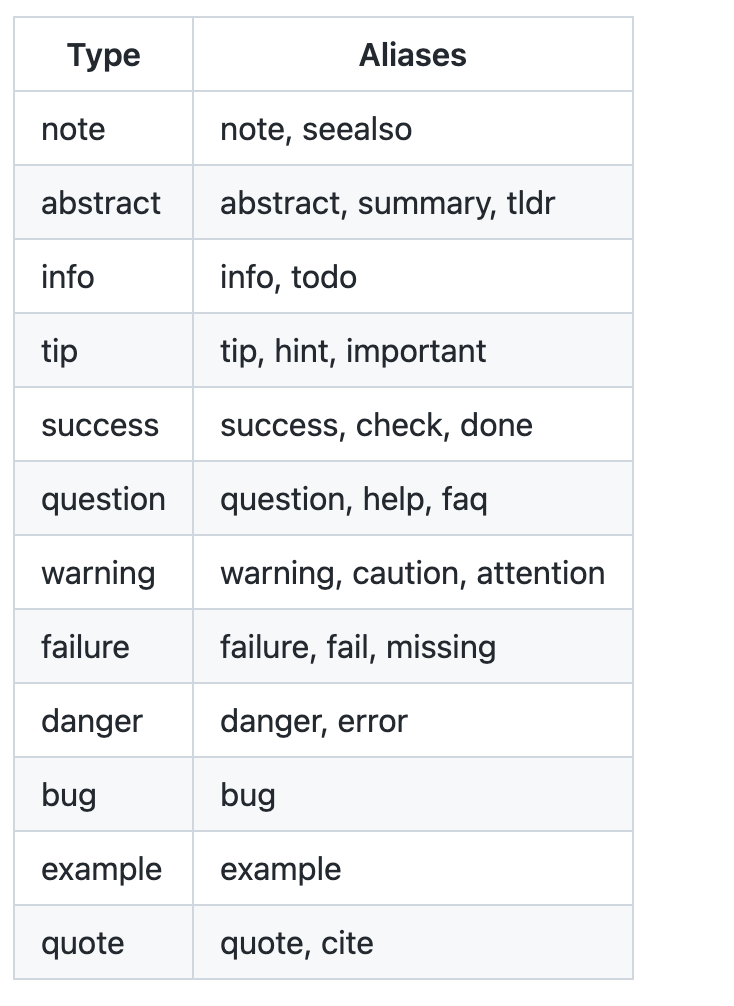 Type Aliases
note note, seealso
abstract abstract, summary, tldr
info info, todo
tip tip, hint, important
success success, check, done
question question, help, faq
warning warning, caution, attention
failure failure, fail, missing
danger danger, error
bug bug
example example
quote quote, cite